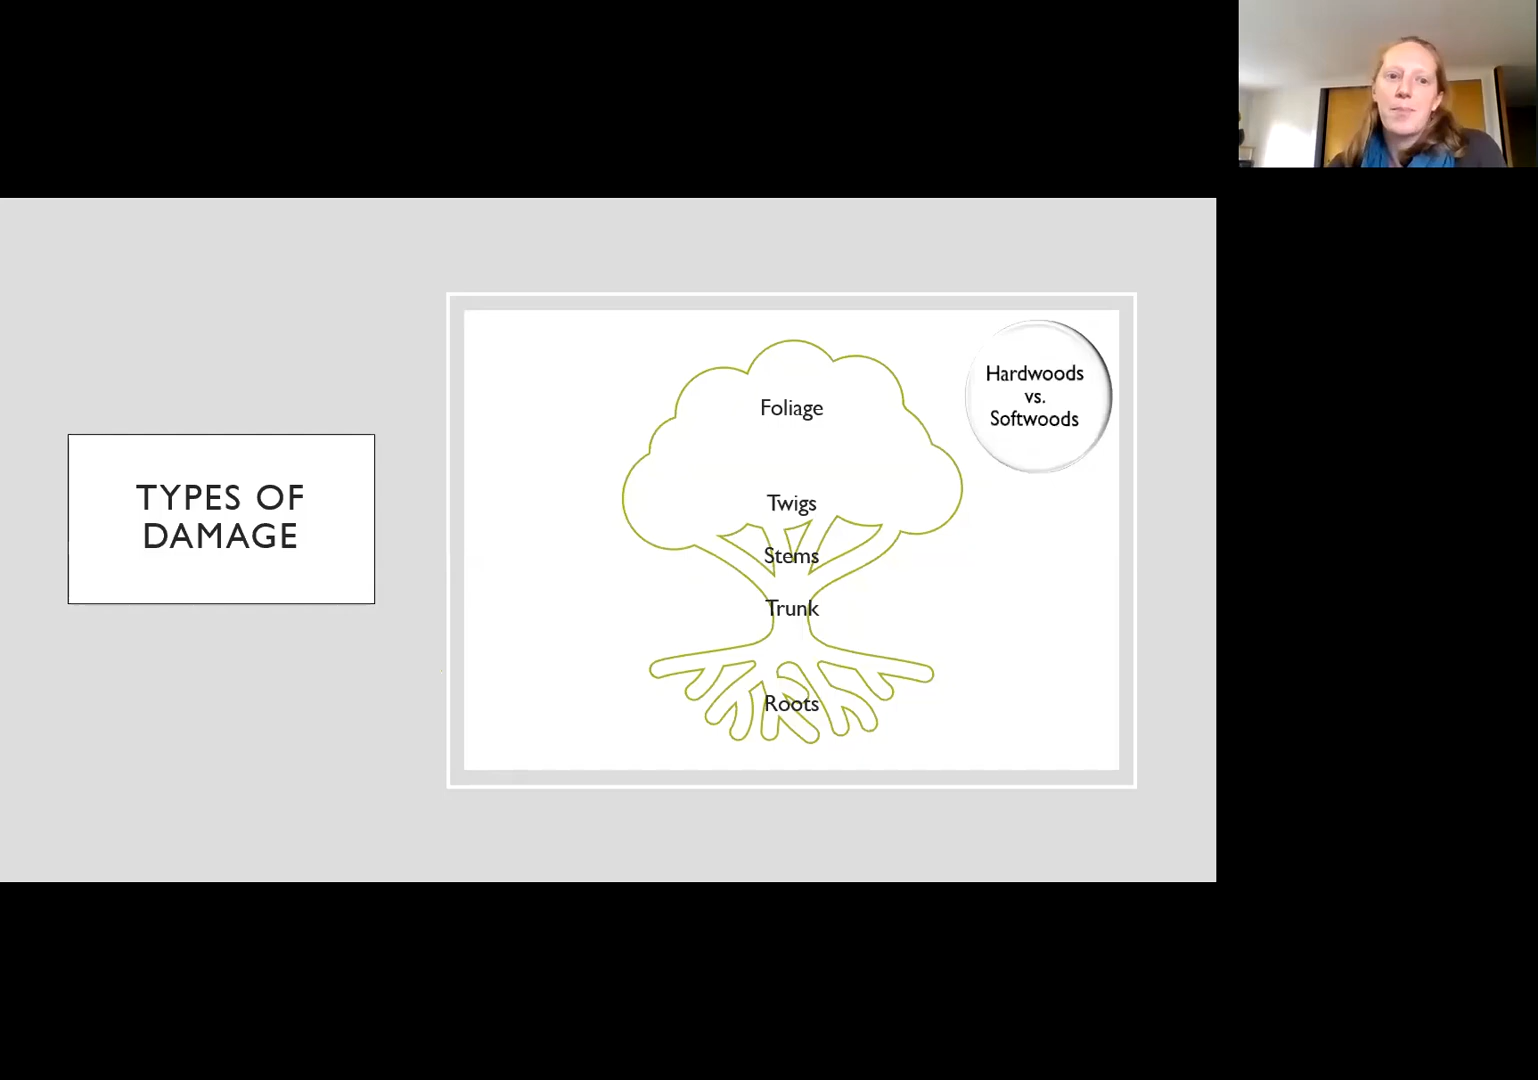 TYPES OF
DAMAGE
Foliage
Twigs
Stems
Trunk
Roots
Hardwoods
vs.
Softwoods